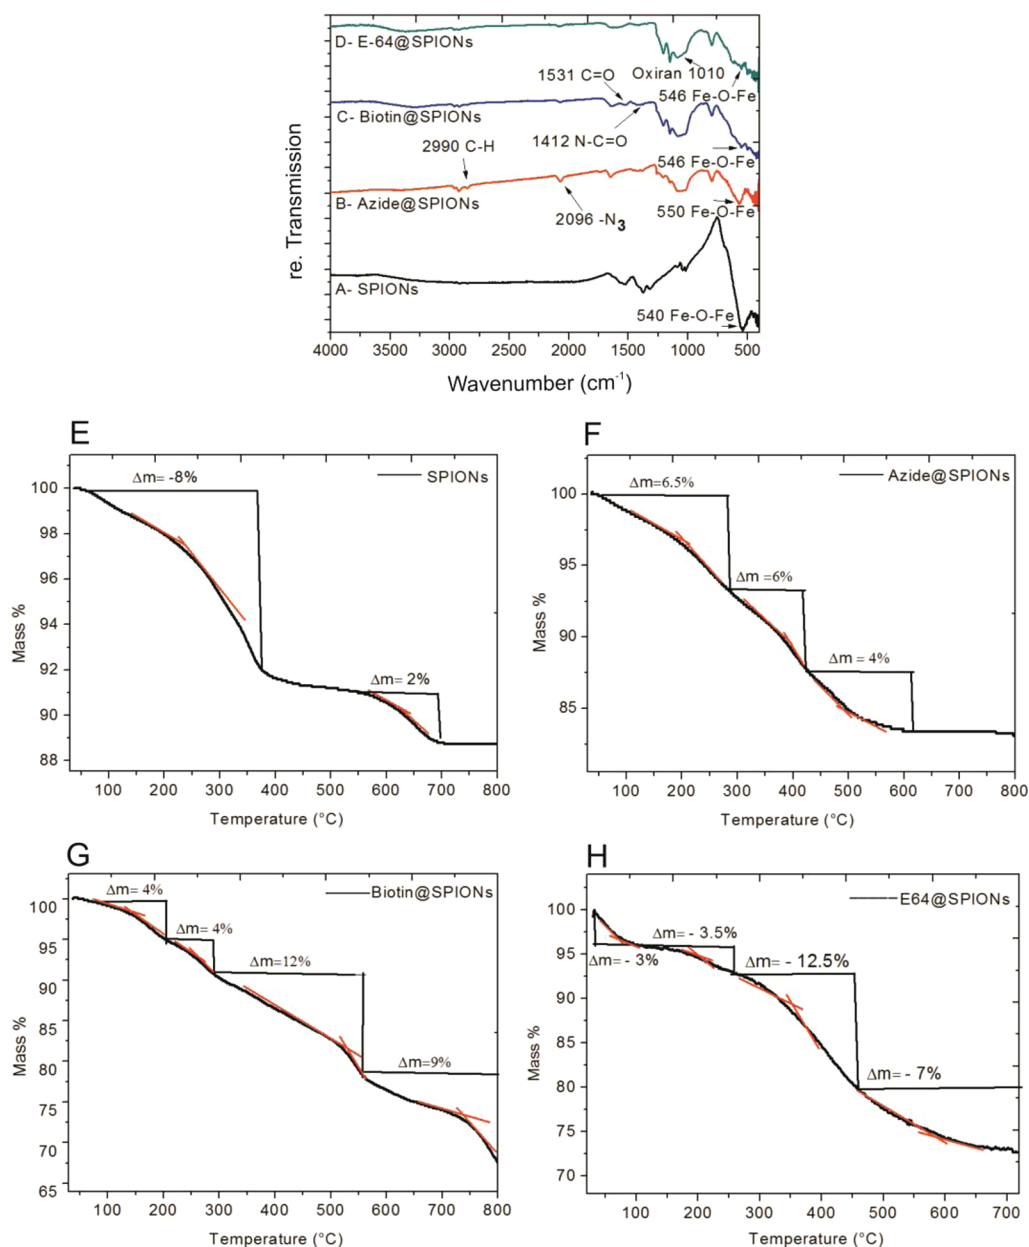 D- E-64@SPIONs
Oxiran 1010
1531 C=O
546 Fe-O-Fe
C- Biotin@SPIONs
1412 N-C=O
2990 C-H
546 Fe-O-Fe
B- Azide@SPIONs
2096 -N3
550 Fe-O-Fe
A- SPIONs
540 Fe-O-Fe
re. Transmission
4000 3500 3000 2500 2000 1500 1000 500
Wavenumber (cm-1)
E
Δm= -8%
SPIONs
100
98
96
94
92
90
88
Δm= 2%
Mass %
100 200 300 400 500 600 700 800
Temperature (°C)
F
Δm=6.5%
Azide@SPIONs
100
95
90
85
Δm =6%
Δm = 4%
Mass %
100 200 300 400 500 600 700 800
Temperature (°C)
G
Δm= 4%
Biotin@SPIONs
100
95
90
85
80
75
70
65
Δm= 4%
Δm=12%
Δm=9%
Mass %
100 200 300 400 500 600 700 800
Temperature (°C)
H
E64@SPIONs
100
95
90
85
80
75
70
Δm= - 3.5%
Δm= - 3%
Δm= - 12.5%
Δm= - 7%
Mass %
100 200 300 400 500 600 700
Temperature (°C)